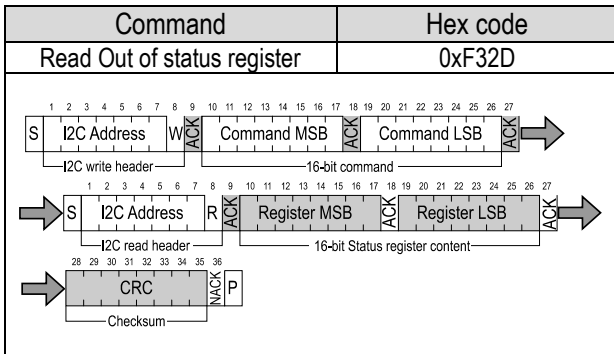 Command Hex code
Read Out of status register 0xF32D
1 2 3 4 5 6 7 8 9 10 11 12 13 14 15 16 17 18 19 20 21 22 23 24 25 26 27
S I2C Address W ACK Command MSB ACK Command LSB ACK
I2C write header 16-bit command
1 2 3 4 5 6 7 8 9 10 11 12 13 14 15 16 17 18 19 20 21 22 23 24 25 26 27
S I2C Address R ACK Register MSB ACK Register LSB ACK
I2C read header 16-bit Status register content
28 29 30 31 32 33 34 35 36
CRC NACK P
Checksum